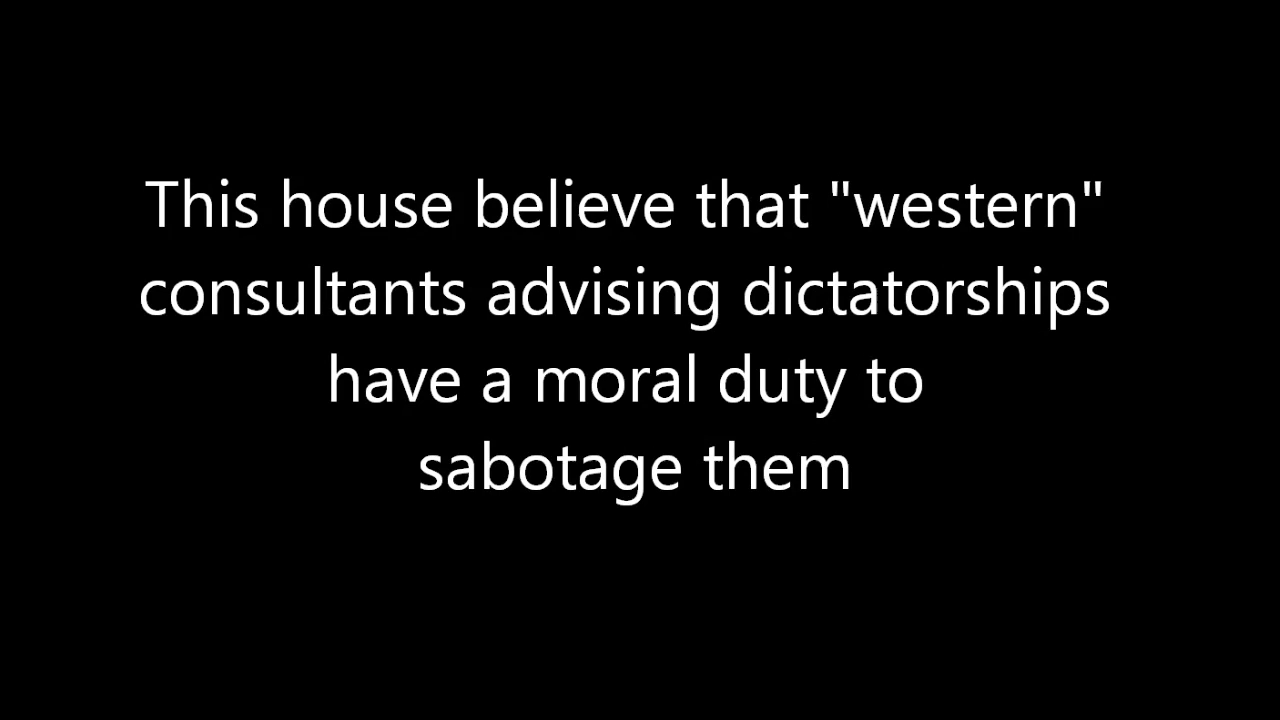 This house believe that "western"
consultants advising dictatorships
have a moral duty to
sabotage them